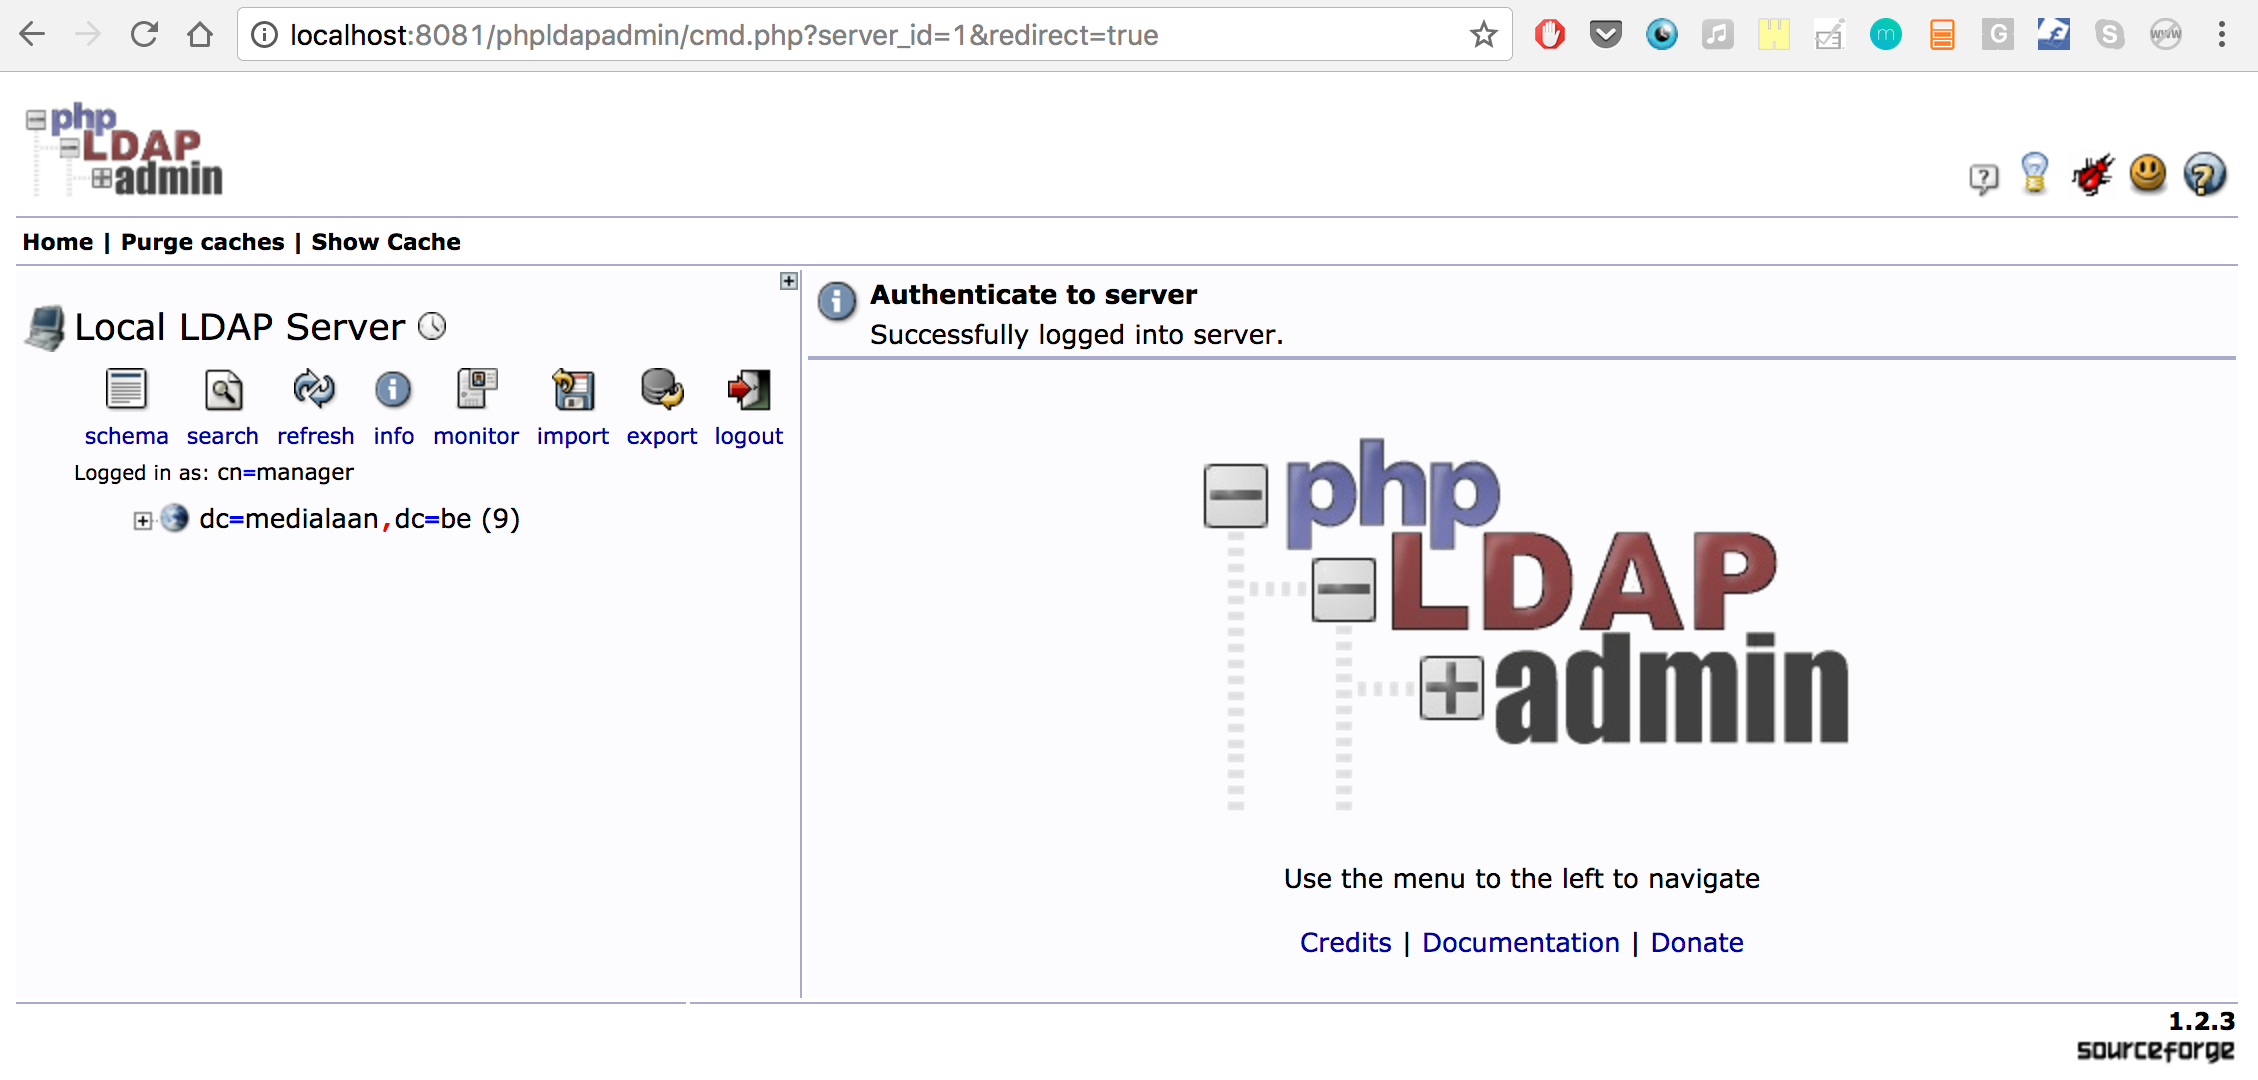 localhost:8081/phpldapadmin/cmd.php?server_id=1&redirect=true
php
LDAP
admin
Home | Purge caches | Show Cache
Local LDAP Server
schema search refresh info monitor import export logout
Logged in as: cn=manager
dc=medialaan,dc=be (9)
Authenticate to server
Successfully logged into server.
php
LDAP
admin
Use the menu to the left to navigate
Credits | Documentation | Donate
1.2.3
sourceforge